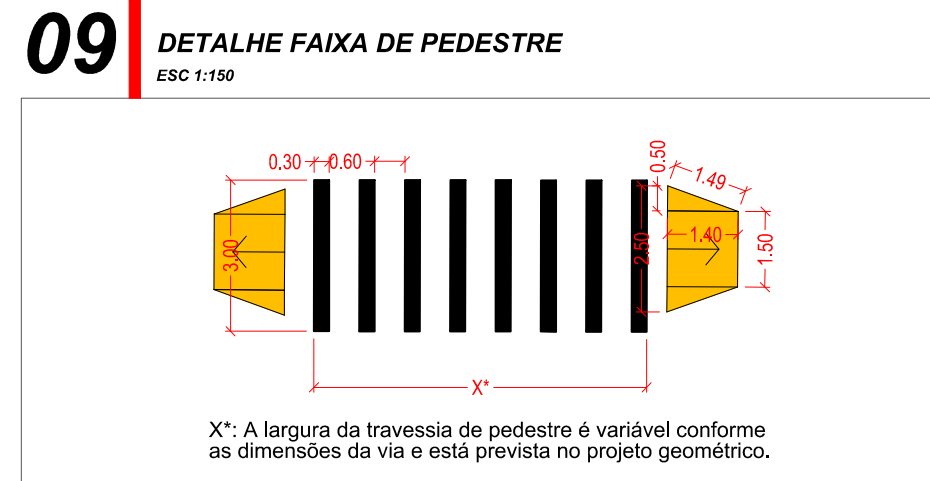 09
DETALHE FAIXA DE PEDESTRE
ESC 1:150
0.30
0.60
0.50
1.49
3.00
2.50
1.40
1.50
X*
X*: A largura da travessia de pedestre é variável conforme
as dimensões da via e está prevista no projeto geométrico.